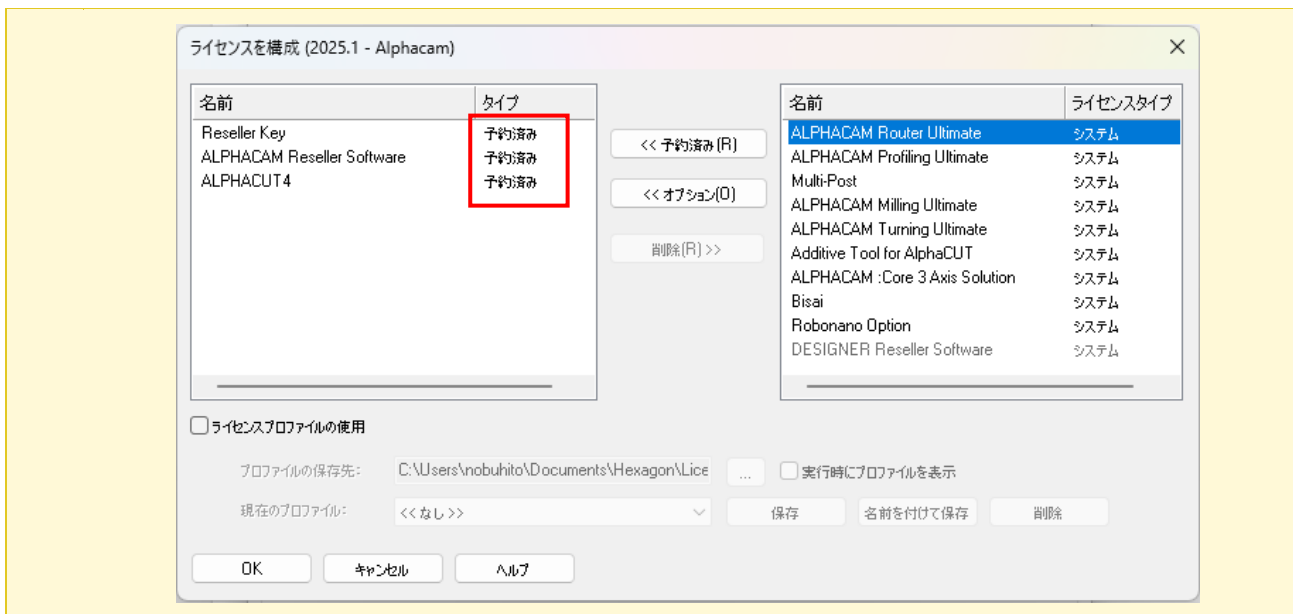 ライセンスを構成 (2025.1 - Alphacam)
名前 タイプ
Reseller Key 予約済み
ALPHACAM Reseller Software 予約済み
ALPHACUT4 予約済み
<< 予約済み(R)
<< オプション(O)
削除(R) >>
名前 ライセンスタイプ
ALPHACAM Router Ultimate システム
ALPHACAM Profiling Ultimate システム
Multi-Post システム
ALPHACAM Milling Ultimate システム
ALPHACAM Turning Ultimate システム
Additive Tool for AlphaCUT システム
ALPHACAM :Core 3 Axis Solution システム
Bisai システム
Robonano Option システム
DESIGNER Reseller Software システム
ライセンスプロファイルの使用
プロファイルの保存先: C:\Users\nobuhito\Documents\Hexagon\Lice ... 実行時にプロファイルを表示
現在のプロファイル: <<なし>> 保存 名前を付けて保存 削除
OK キャンセル ヘルプ